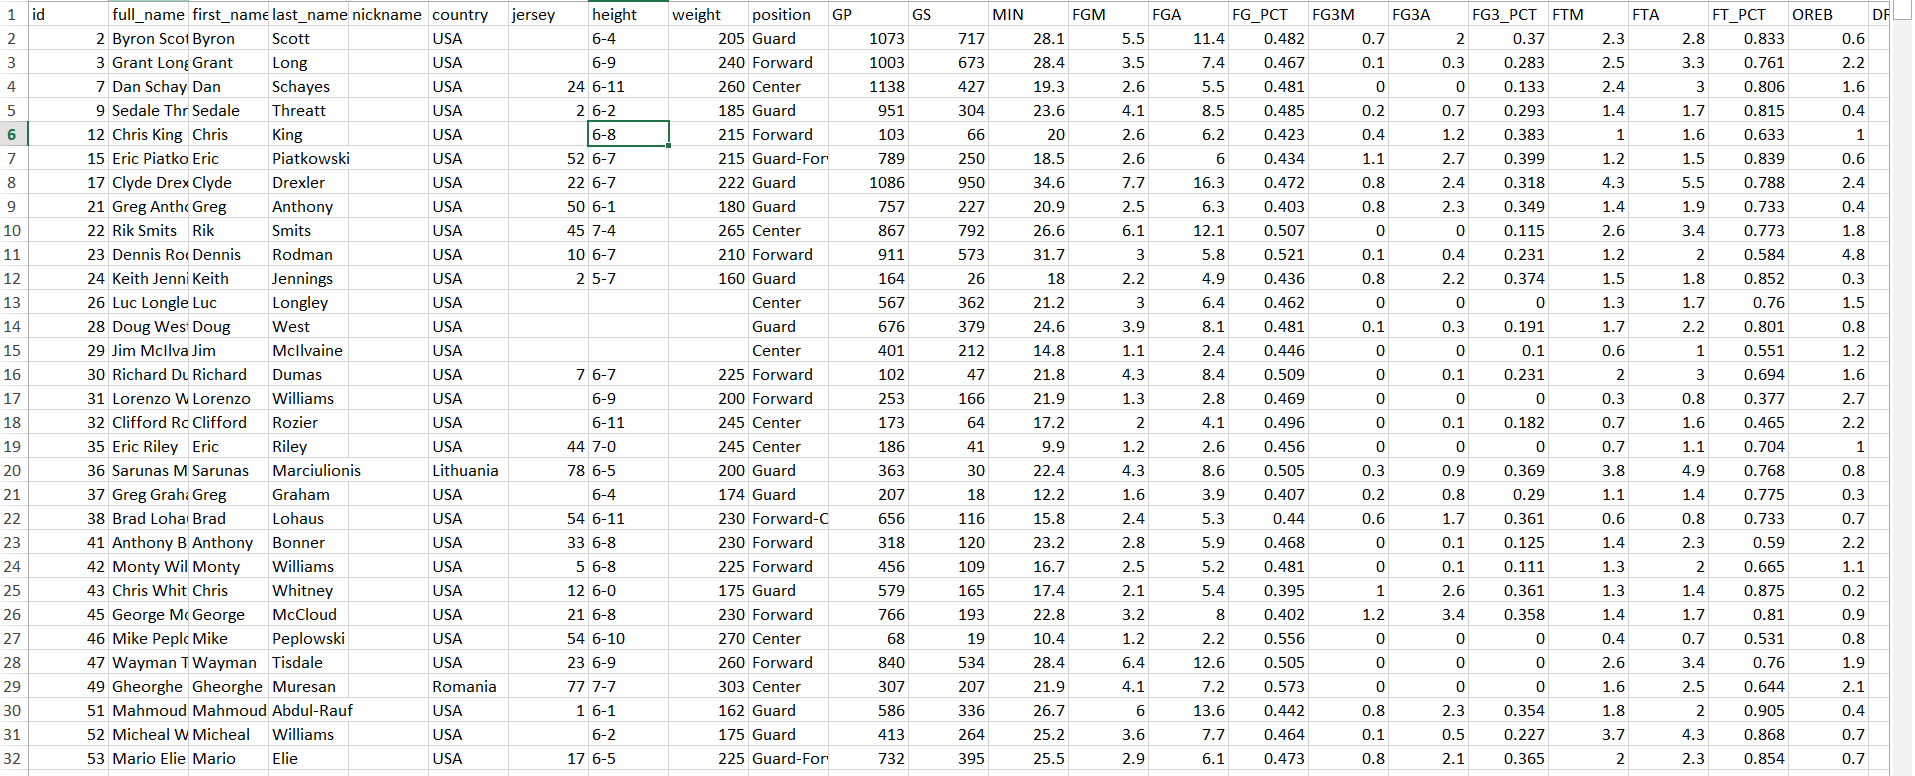 1 id full_name first_name last_name nickname country jersey height weight position GP GS MIN FGM FGA FG_PCT FG3M FG3A FG3_PCT FTM FTA FT_PCT OREB DR
2 2 Byron Scot Byron Scott USA 6-4 205 Guard 1073 717 28.1 5.5 11.4 0.482 0.7 2 0.37 2.3 2.8 0.833 0.6
3 3 Grant Long Grant Long USA 6-9 240 Forward 1003 673 28.4 3.5 7.4 0.467 0.1 0.3 0.283 2.5 3.3 0.761 2.2
4 7 Dan Schay Dan Schayes USA 24 6-11 260 Center 1138 427 19.3 2.6 5.5 0.481 0 0 0.133 2.4 3 0.806 1.6
5 9 Sedale Thr Sedale Threatt USA 2 6-2 185 Guard 951 304 23.6 4.1 8.5 0.485 0.2 0.7 0.293 1.4 1.7 0.815 0.4
6 12 Chris King Chris King USA 6-8 215 Forward 103 66 20 2.6 6.2 0.423 0.4 1.2 0.383 1 1.6 0.633 1
7 15 Eric Piatko Eric Piatkowski USA 52 6-7 215 Guard-For 789 250 18.5 2.6 6 0.434 1.1 2.7 0.399 1.2 1.5 0.839 0.6
8 17 Clyde Drex Clyde Drexler USA 22 6-7 222 Guard 1086 950 34.6 7.7 16.3 0.472 0.8 2.4 0.318 4.3 5.5 0.788 2.4
9 21 Greg Antho Greg Anthony USA 50 6-1 180 Guard 757 227 20.9 2.5 6.3 0.403 0.8 2.3 0.349 1.4 1.9 0.733 0.4
10 22 Rik Smits Rik Smits USA 45 7-4 265 Center 867 792 26.6 6.1 12.1 0.507 0 0 0.115 2.6 3.4 0.773 1.8
11 23 Dennis Roc Dennis Rodman USA 10 6-7 210 Forward 911 573 31.7 3 5.8 0.521 0.1 0.4 0.231 1.2 2 0.584 4.8
12 24 Keith Jenni Keith Jennings USA 2 5-7 160 Guard 164 26 18 2.2 4.9 0.436 0.8 2.2 0.374 1.5 1.8 0.852 0.3
13 26 Luc Longle Luc Longley USA Center 567 362 21.2 3 6.4 0.462 0 0 0 1.3 1.7 0.76 1.5
14 28 Doug West Doug West USA Guard 676 379 24.6 3.9 8.1 0.481 0.1 0.3 0.191 1.7 2.2 0.801 0.8
15 29 Jim McIlva Jim McIlvaine USA Center 401 212 14.8 1.1 2.4 0.446 0 0 0.1 0.6 1 0.551 1.2
16 30 Richard Du Richard Dumas USA 7 6-7 225 Forward 102 47 21.8 4.3 8.4 0.509 0 0.1 0.231 2 3 0.694 1.6
17 31 Lorenzo W Lorenzo Williams USA 6-9 200 Forward 253 166 21.9 1.3 2.8 0.469 0 0 0 0.3 0.8 0.377 2.7
18 32 Clifford Ro Clifford Rozier USA 6-11 245 Center 173 64 17.2 2 4.1 0.496 0 0.1 0.182 0.7 1.6 0.465 2.2
19 35 Eric Riley Eric Riley USA 44 7-0 245 Center 186 41 9.9 1.2 2.6 0.456 0 0 0 0.7 1.1 0.704 1
20 36 Sarunas M Sarunas Marciulionis Lithuania 78 6-5 200 Guard 363 30 22.4 4.3 8.6 0.505 0.3 0.9 0.369 3.8 4.9 0.768 0.8
21 37 Greg Graha Greg Graham USA 6-4 174 Guard 207 18 12.2 1.6 3.9 0.407 0.2 0.8 0.29 1.1 1.4 0.775 0.3
22 38 Brad Lohau Brad Lohaus USA 54 6-11 230 Forward-C 656 116 15.8 2.4 5.3 0.44 0.6 1.7 0.361 0.6 0.8 0.733 0.7
23 41 Anthony B Anthony Bonner USA 33 6-8 230 Forward 318 120 23.2 2.8 5.9 0.468 0 0.1 0.125 1.4 2.3 0.59 2.2
24 42 Monty Wil Monty Williams USA 5 6-8 225 Forward 456 109 16.7 2.5 5.2 0.481 0 0.1 0.111 1.3 2 0.665 1.1
25 43 Chris Whit Chris Whitney USA 12 6-0 175 Guard 579 165 17.4 2.1 5.4 0.395 1 2.6 0.361 1.3 1.4 0.875 0.2
26 45 George Mc George McCloud USA 21 6-8 230 Forward 766 193 22.8 3.2 8 0.402 1.2 3.4 0.358 1.4 1.7 0.81 0.9
27 46 Mike Peplo Mike Peplowski USA 54 6-10 270 Center 68 19 10.4 1.2 2.2 0.556 0 0 0 0.4 0.7 0.531 0.8
28 47 Wayman T Wayman Tisdale USA 23 6-9 260 Forward 840 534 28.4 6.4 12.6 0.505 0 0 0 2.6 3.4 0.76 1.9
29 49 Gheorghe Gheorghe Muresan Romania 77 7-7 303 Center 307 207 21.9 4.1 7.2 0.573 0 0 0 1.6 2.5 0.644 2.1
30 51 Mahmoud Mahmoud Abdul-Rauf USA 1 6-1 162 Guard 586 336 26.7 6 13.6 0.442 0.8 2.3 0.354 1.8 2 0.905 0.4
31 52 Micheal W Micheal Williams USA 6-2 175 Guard 413 264 25.2 3.6 7.7 0.464 0.1 0.5 0.227 3.7 4.3 0.868 0.7
32 53 Mario Elie Mario Elie USA 17 6-5 225 Guard-For 732 395 25.5 2.9 6.1 0.473 0.8 2.1 0.365 2 2.3 0.854 0.7